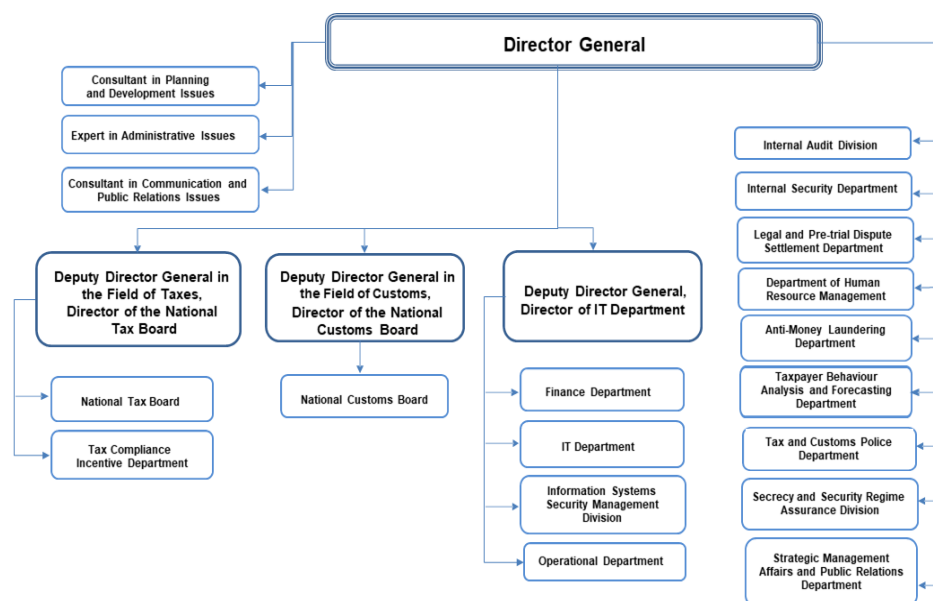 Director General
Consultant in Planning
and Development Issues
Expert in Administrative Issues
Consultant in Communication and
Public Relations Issues
Deputy Director General in
the Field of Taxes,
Director of the National
Tax Board
National Tax Board
Tax Compliance
Incentive Department
Deputy Director General in
the Field of Customs,
Director of the National
Customs Board
National Customs Board
Deputy Director General,
Director of IT Department
Finance Department
IT Department
Information Systems
Security Management
Division
Operational Department
Internal Audit Division
Internal Security Department
Legal and Pre-trial Dispute
Settlement Department
Department of Human
Resource Management
Anti-Money Laundering
Department
Taxpayer Behaviour
Analysis and Forecasting
Department
Tax and Customs Police
Department
Secrecy and Security Regime
Assurance Division
Strategic Management
Affairs and Public Relations
Department